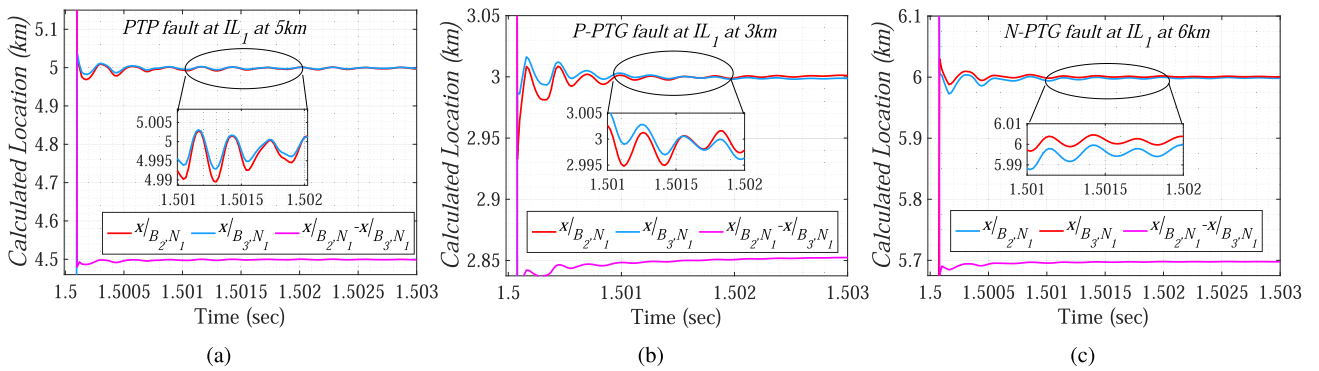 PTP fault at IL1 at 5km
Calculated Location (km)
5.1
5
4.9
4.8
4.7
4.6
4.5
5.005
5
4.995
4.99
1.501 1.5015 1.502
x/B2,N1 x/B3,N1 x/B2,N1-x/B3,N1
1.5 1.5005 1.501 1.5015 1.502 1.5025 1.503
Time (sec)
(a)
P-PTG fault at IL1 at 3km
Calculated Location (km)
3.05
3
2.95
2.9
2.85
3.005
3
2.995
1.501 1.5015 1.502
x/B2,N1 x/B3,N1 x/B2,N1-x/B3,N1
1.5 1.501 1.502 1.503
Time (sec)
(b)
N-PTG fault at IL1 at 6km
Calculated Location (km)
6.1
6
5.9
5.8
5.7
6.01
6
5.99
1.501 1.5015 1.502
x/B2,N1 x/B3,N1 x/B2,N1-x/B3,N1
1.5 1.5005 1.501 1.5015 1.502 1.5025 1.503
Time (sec)
(c)